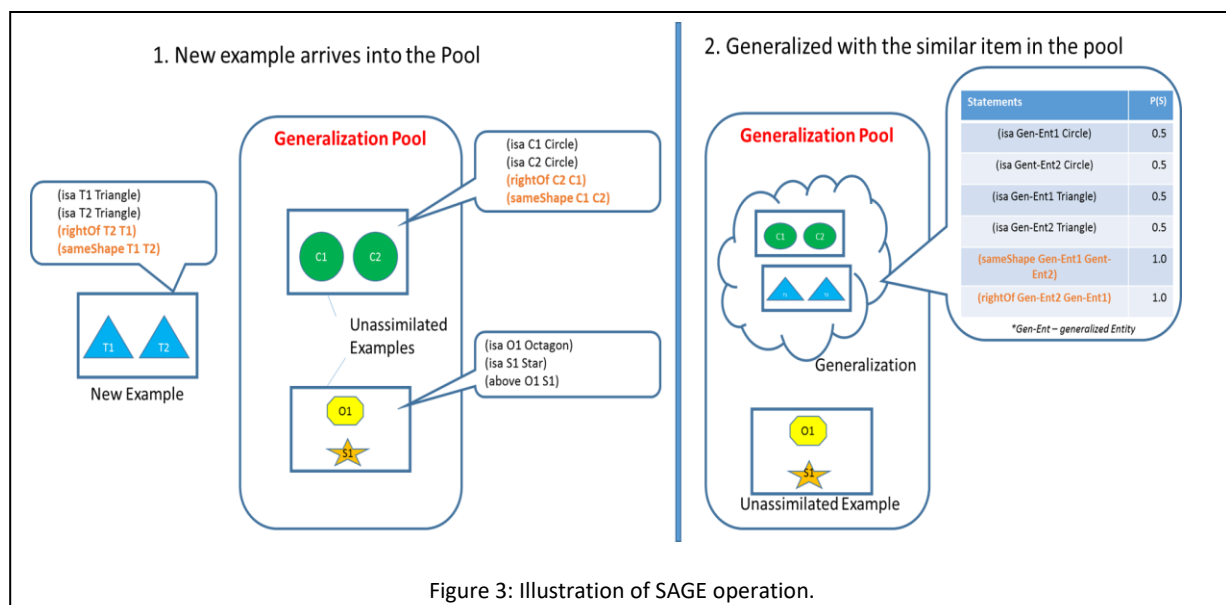 1. New example arrives into the Pool
Generalization Pool
(isa T1 Triangle)
(isa T2 Triangle)
(rightOf T2 T1)
(sameShape T1 T2)
T1
T2
New Example
(isa C1 Circle)
(isa C2 Circle)
(rightOf C2 C1)
(sameShape C1 C2)
C1
C2
Unassimilated
Examples
(isa O1 Octagon)
(isa S1 Star)
(above O1 S1)
O1
S1
2. Generalized with the similar item in the pool
Generalization Pool
C1
C2
Generalization
O1
S1
Unassimilated Example
Statements P(S)
(isa Gen-Ent1 Circle) 0.5
(isa Gent-Ent2 Circle) 0.5
(isa Gen-Ent1 Triangle) 0.5
(isa Gen-Ent2 Triangle) 0.5
(sameShape Gen-Ent1 Gent-
Ent2) 1.0
(rightOf Gen-Ent2 Gen-Ent1) 1.0
*Gen-Ent – generalized Entity
Figure 3: Illustration of SAGE operation.